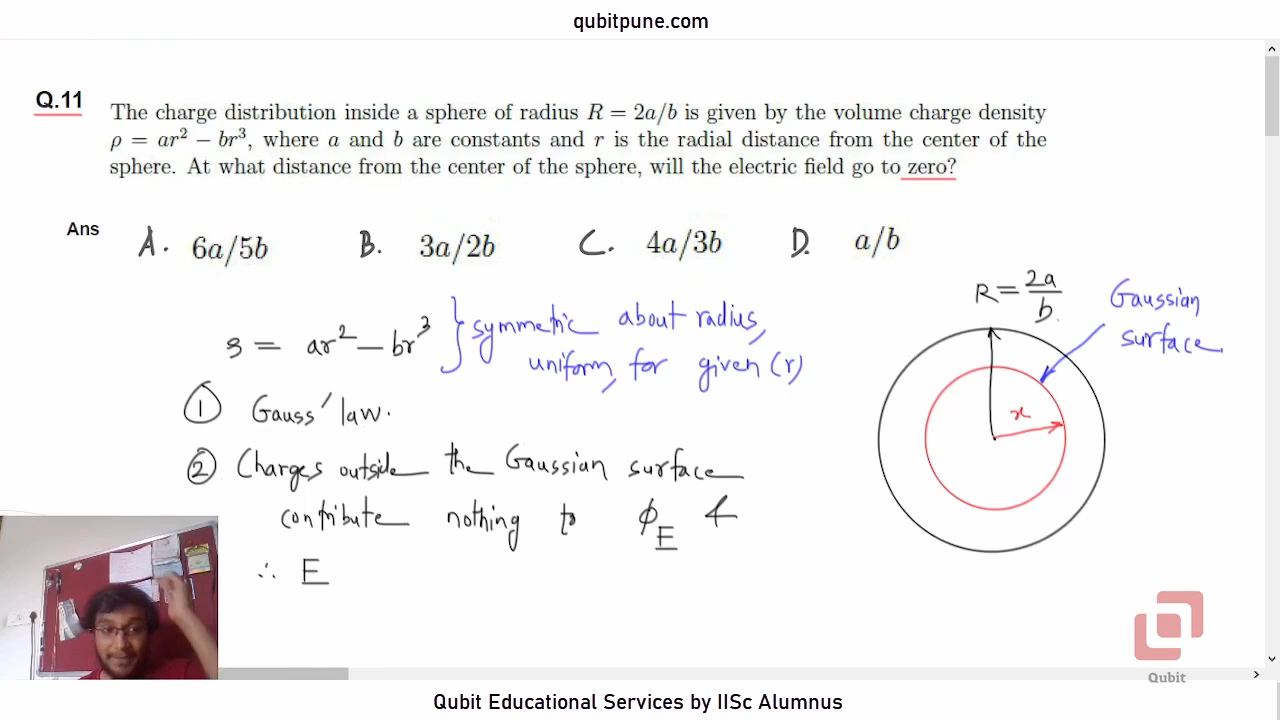 qubitpune.com
Q.11
The charge distribution inside a sphere of radius R = 2a/b is given by the volume charge density
ρ = ar² − br³, where a and b are constants and r is the radial distance from the center of the
sphere. At what distance from the center of the sphere, will the electric field go to zero?
Ans
A. 6a/5b B. 3a/2b C. 4a/3b D. a/b
R = 2a/b
Gaussian
surface
ρ = ar² − br³ } symmetric about radius,
uniform, for given (r)
① Gauss' law.
x
② Charges outside the Gaussian surface
contribute nothing to ϕE &
∴ E
Qubit
Qubit Educational Services by IISc Alumnus